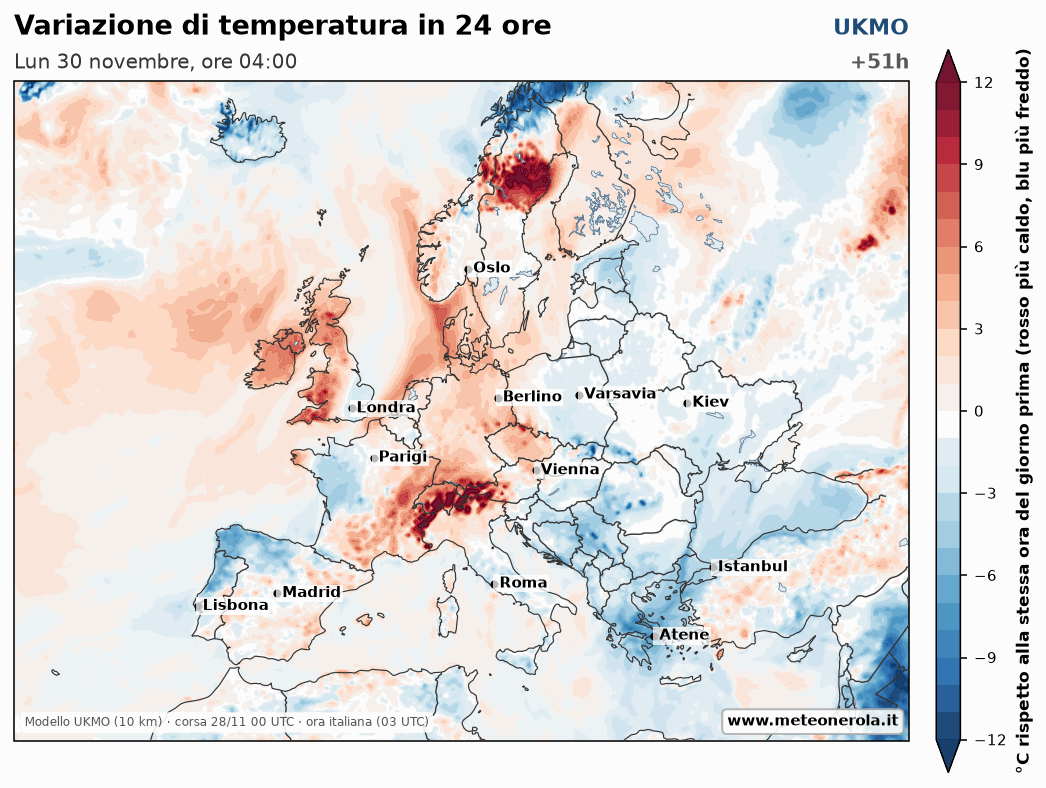 Variazione di temperatura in 24 ore
UKMO
Lun 30 novembre, ore 04:00
+51h
Oslo
Londra
Berlino
Varsavia
Kiev
Parigi
Vienna
Istanbul
Roma
Madrid
Lisbona
Atene
Modello UKMO (10 km) · corsa 28/11 00 UTC · ora italiana (03 UTC)
www.meteonerola.it
12
9
6
3
0
−3
−6
−9
−12
°C rispetto alla stessa ora del giorno prima (rosso più caldo, blu più freddo)